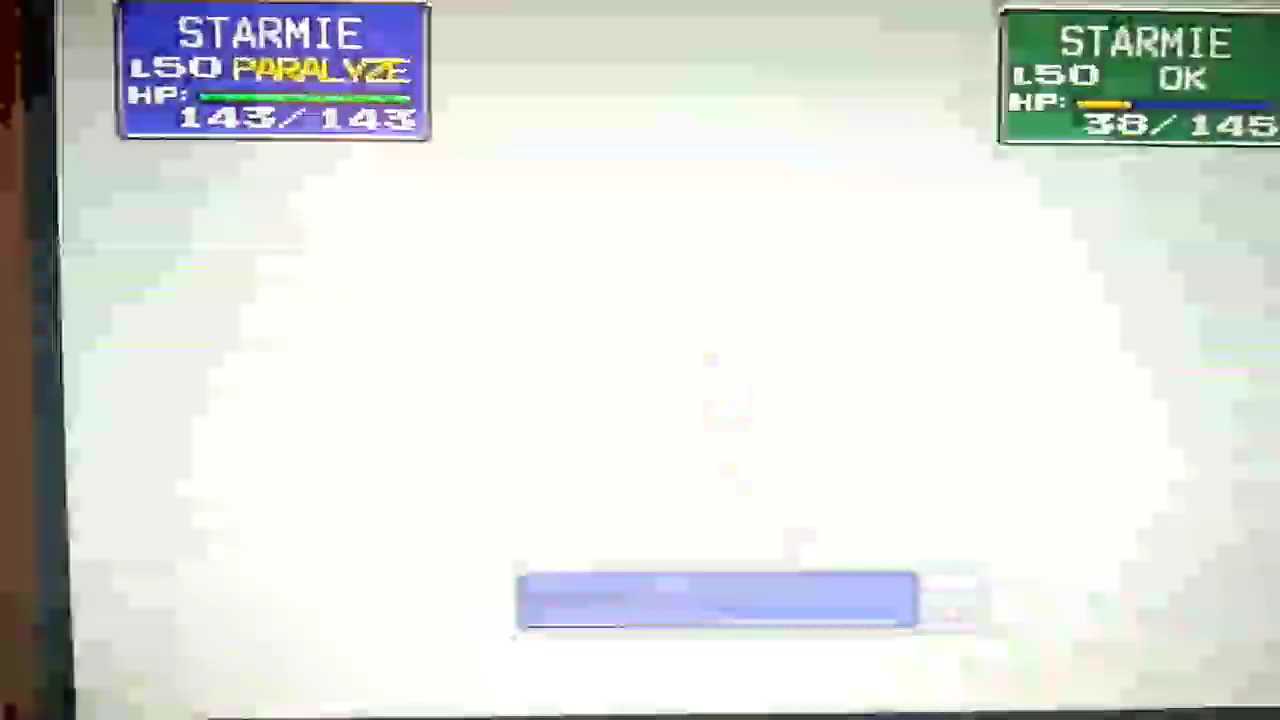 STARMIE
L50 PARALYZE
HP:
143/143
STARMIE
L50 OK
HP:
38/145